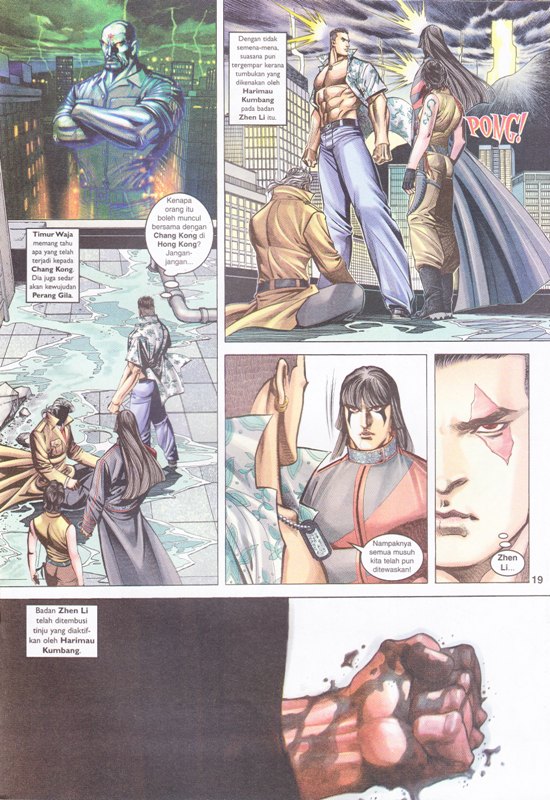 Dengan tidak
semena-mena,
suasana pun
tergempar kerana
tumbukan yang
dikenakan oleh
Harimau
Kumbang
pada badan
Zhen Li itu.
PONG!
Timur Waja
memang tahu
apa yang telah
terjadi kepada
Chang Kong.
Dia juga sedar
akan kewujudan
Perang Gila.
Kenapa
orang itu
boleh muncul
bersama dengan
Chang Kong di
Hong Kong?
Jangan-
jangan...
Nampaknya
semua musuh
kita telah pun
ditewaskan!
Zhen
Li...
19
Badan Zhen Li
telah ditembusi
tinju yang diaktif-
kan oleh Harimau
Kumbang.